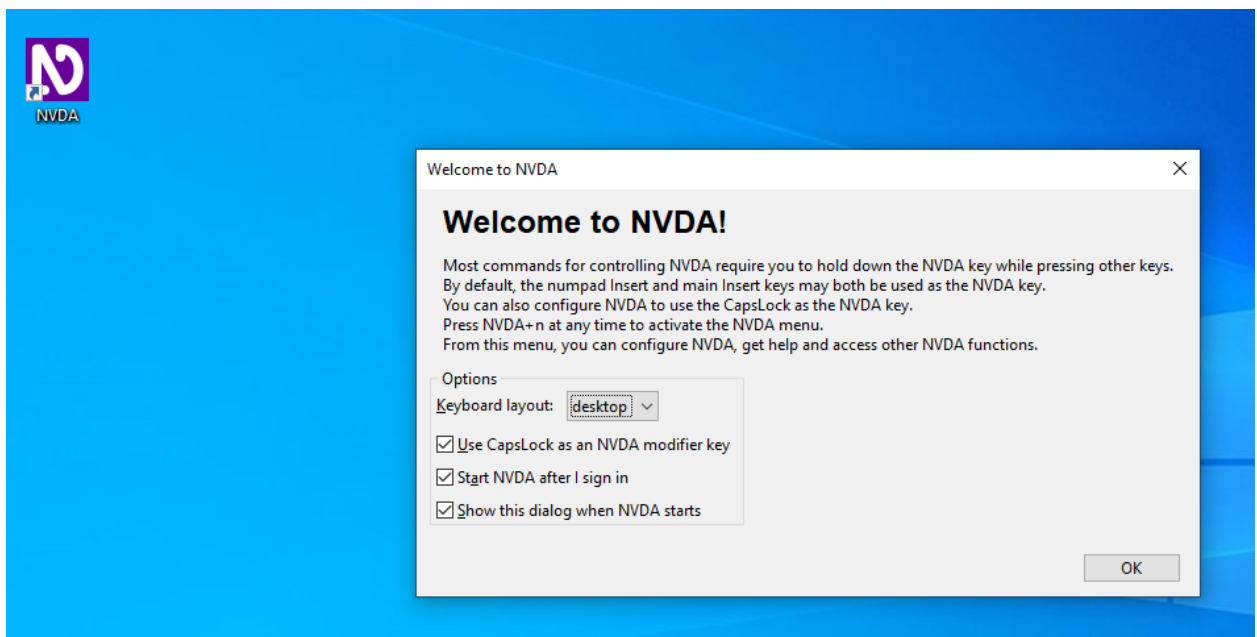 NVDA
Welcome to NVDA
Welcome to NVDA!
Most commands for controlling NVDA require you to hold down the NVDA key while pressing other keys.
By default, the numpad Insert and main Insert keys may both be used as the NVDA key.
You can also configure NVDA to use the CapsLock as the NVDA key.
Press NVDA+n at any time to activate the NVDA menu.
From this menu, you can configure NVDA, get help and access other NVDA functions.
Options
Keyboard layout: desktop
Use CapsLock as an NVDA modifier key
Start NVDA after I sign in
Show this dialog when NVDA starts
OK